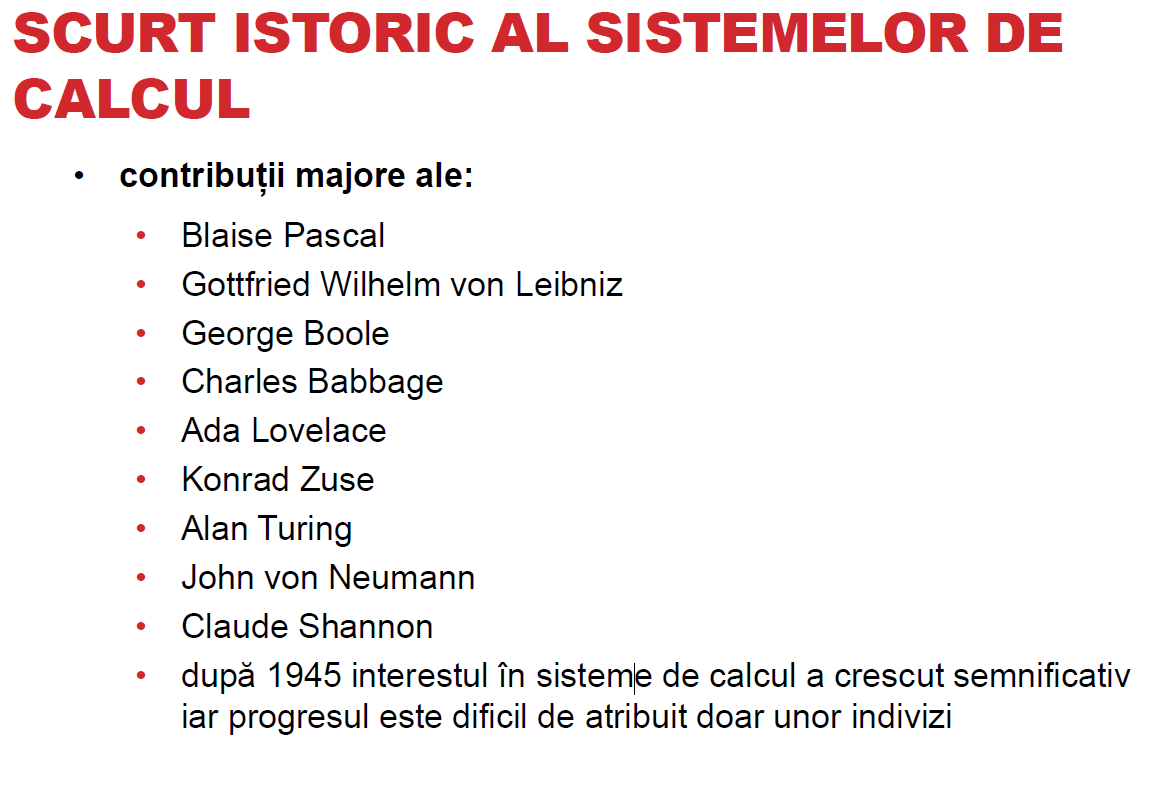 SCURT ISTORIC AL SISTEMELOR DE
CALCUL
• contribuții majore ale:
• Blaise Pascal
• Gottfried Wilhelm von Leibniz
• George Boole
• Charles Babbage
• Ada Lovelace
• Konrad Zuse
• Alan Turing
• John von Neumann
• Claude Shannon
• după 1945 interestul în sisteme de calcul a crescut semnificativ
iar progresul este dificil de atribuit doar unor indivizi